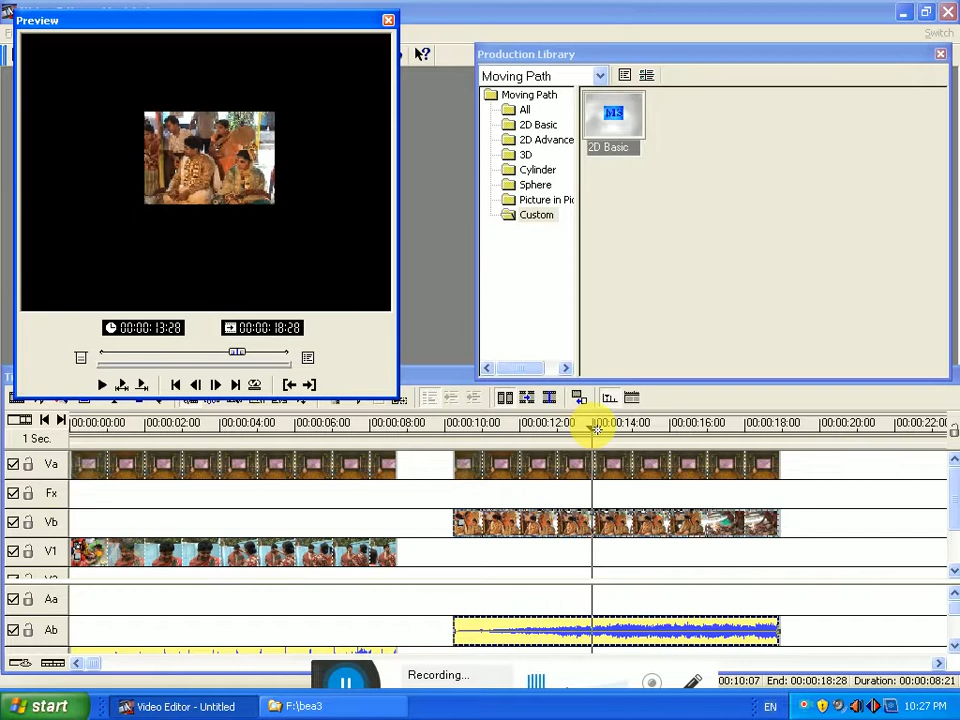 Preview
Switch
Production Library
Moving Path
Moving Path
All
2D Basic
2D Advance
3D
Cylinder
Sphere
Picture in Pic
Custom
2D Basic
00:00:13:28
00:00:18:28
00:00:00:00
00:00:02:00
00:00:04:00
00:00:06:00
00:00:08:00
00:00:10:00
00:00:12:00
00:00:14:00
00:00:16:00
00:00:18:00
00:00:20:00
00:00:22:00
1 Sec.
Va
Fx
Vb
V1
Aa
Ab
Recording...
00:10:07
End: 00:00:18:28
Duration: 00:00:08:21
start
Video Editor - Untitled
F:\bea3
EN
10:27 PM